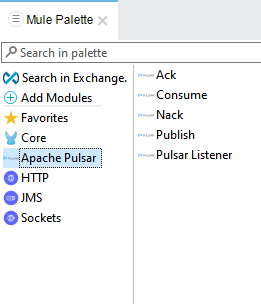 Mule Palette
Search in palette
Search in Exchange.
Add Modules
Favorites
Core
Apache Pulsar
HTTP
JMS
Sockets
Ack
Consume
Nack
Publish
Pulsar Listener